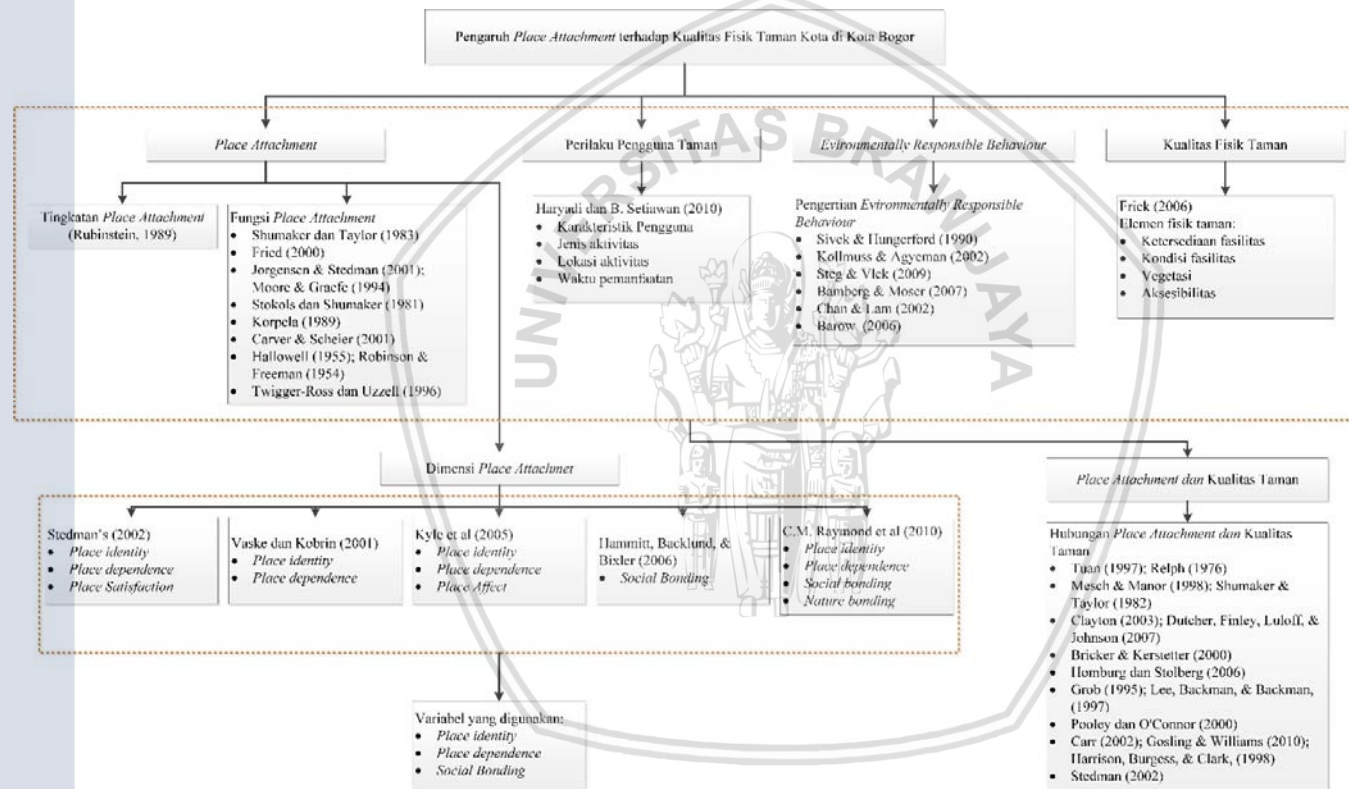 Pengaruh Place Attachment terhadap Kualitas Fisik Taman Kota di Kota Bogor
UNIVERSITAS BRAWIJAYA
Place Attachment
Perilaku Pengguna Taman
Evironmentally Responsible Behaviour
Kualitas Fisik Taman
Tingkatan Place Attachment
(Rubinstein, 1989)
Fungsi Place Attachment
• Shumaker dan Taylor (1983)
• Fried (2000)
• Jorgensen & Stedman (2001);
Moore & Graefe (1994)
• Stokols dan Shumaker (1981)
• Korpela (1989)
• Carver & Scheier (2001)
• Hallowell (1955); Robinson &
Freeman (1954)
• Twigger-Ross dan Uzzell (1996)
Haryadi dan B. Setiawan (2010)
• Karakteristik Pengguna
• Jenis aktivitas
• Lokasi aktivitas
• Waktu pemanfaatan
Pengertian Evironmentally Responsible
Behaviour
• Sivek & Hungerford (1990)
• Kollmuss & Agyeman (2002)
• Steg & Vlek (2009)
• Bamberg & Moser (2007)
• Chan & Lam (2002)
• Barow (2006)
Frick (2006)
Elemen fisik taman:
• Ketersediaan fasilitas
• Kondisi fasilitas
• Vegetasi
• Aksesibilitas
Dimensi Place Attachmet
Stedman's (2002)
• Place identity
• Place dependence
• Place Satisfaction
Vaske dan Kobrin (2001)
• Place identity
• Place dependence
Kyle et al (2005)
• Place identity
• Place dependence
• Place Affect
Hammitt, Backlund, &
Bixler (2006)
• Social Bonding
C.M. Raymond et al (2010)
• Place identity
• Place dependence
• Social bonding
• Nature bonding
Variabel yang digunakan:
• Place identity
• Place dependence
• Social Bonding
Place Attachment dan Kualitas Taman
Hubungan Place Attachment dan Kualitas
Taman
• Tuan (1997); Relph (1976)
• Mesch & Manor (1998); Shumaker &
Taylor (1982)
• Clayton (2003); Dutcher, Finley, Luloff, &
Johnson (2007)
• Bricker & Kerstetter (2000)
• Homburg dan Stolberg (2006)
• Grob (1995); Lee, Backman, & Backman,
(1997)
• Pooley dan O'Connor (2000)
• Carr (2002); Gosling & Williams (2010);
Harrison, Burgess, & Clark, (1998)
• Stedman (2002)